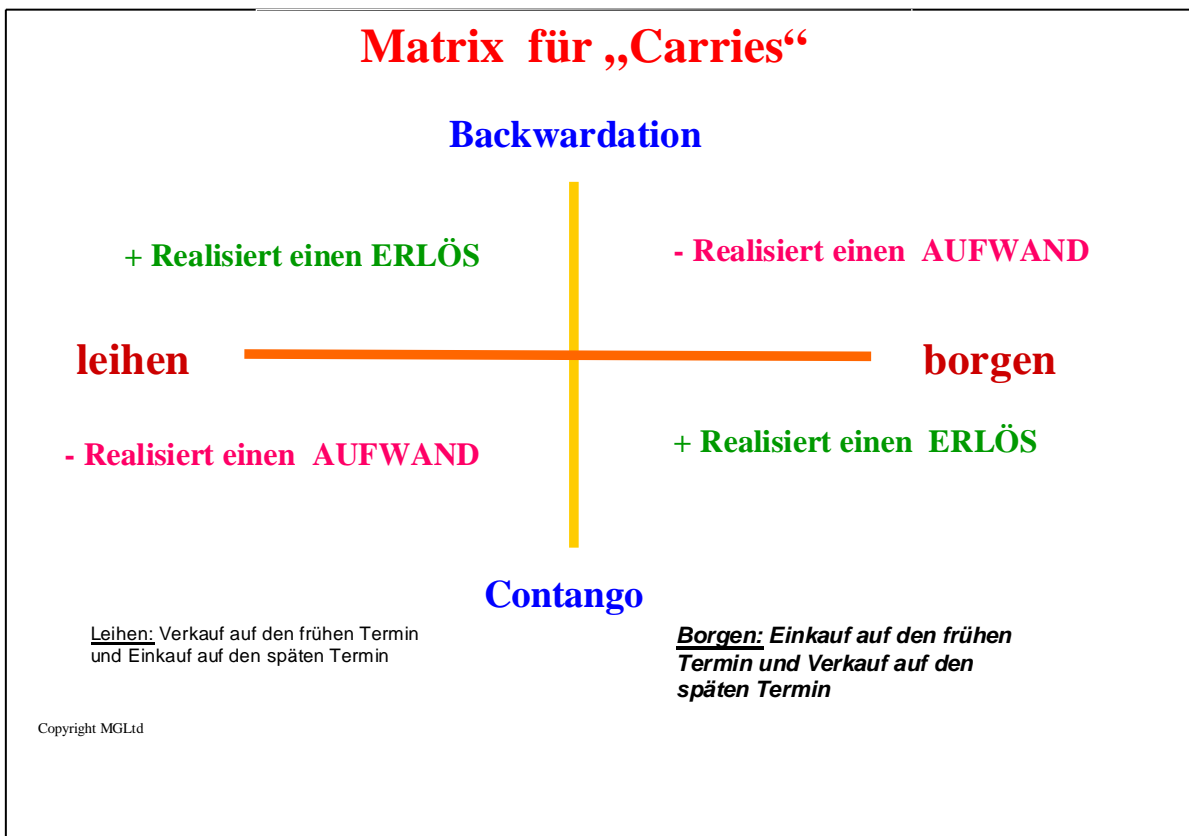 Matrix für „Carries“
Backwardation
+ Realisiert einen ERLÖS
- Realisiert einen AUFWAND
leihen
borgen
- Realisiert einen AUFWAND
+ Realisiert einen ERLÖS
Contango
Leihen: Verkauf auf den frühen Termin
und Einkauf auf den späten Termin
Borgen: Einkauf auf den frühen
Termin und Verkauf auf den
späten Termin
Copyright MGLtd